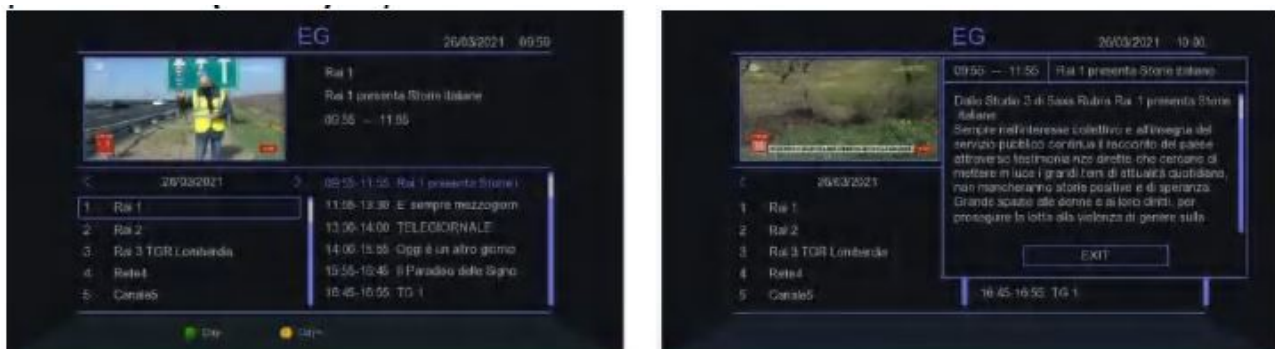 EG
26/03/2021 09:59
Rai 1
Rai 1 presenta Storie italiane
09:55 — 11:55
26/03/2021
09:55-11:55 Rai 1 presenta Storie i
1 Rai 1
11:55-13:30 E sempre mezzogiorn
2 Rai 2
13:30-14:00 TELEGIORNALE
3 Rai 3 TGR Lombardia
14:00-15:55 Oggi è un altro giorno
4 Rete4
15:55-16:45 Il Paradiso delle Signo
5 Canale5
16:45-16:55 TG 1
EG
26/03/2021 10:00
09:55 — 11:55 Rai 1 presenta Storie italiane
Dallo Studio 3 di Saxa Rubra Rai 1 presenta Storie
italiane
Sempre nell'interesse collettivo e all'insegna del
servizio pubblico continua il racconto del paese
attraverso testimonianze dirette che cercano di
mettere in luce i grandi temi di attualità quotidiana,
non mancheranno storie positive e di speranza.
Grande spazio alle donne e ai loro diritti, per
proseguire la lotta alla violenza di genere sulla
EXIT
26/03/2021
1 Rai 1
2 Rai 2
3 Rai 3 TGR Lombardia
4 Rete4
5 Canale5
16:45-16:55 TG 1